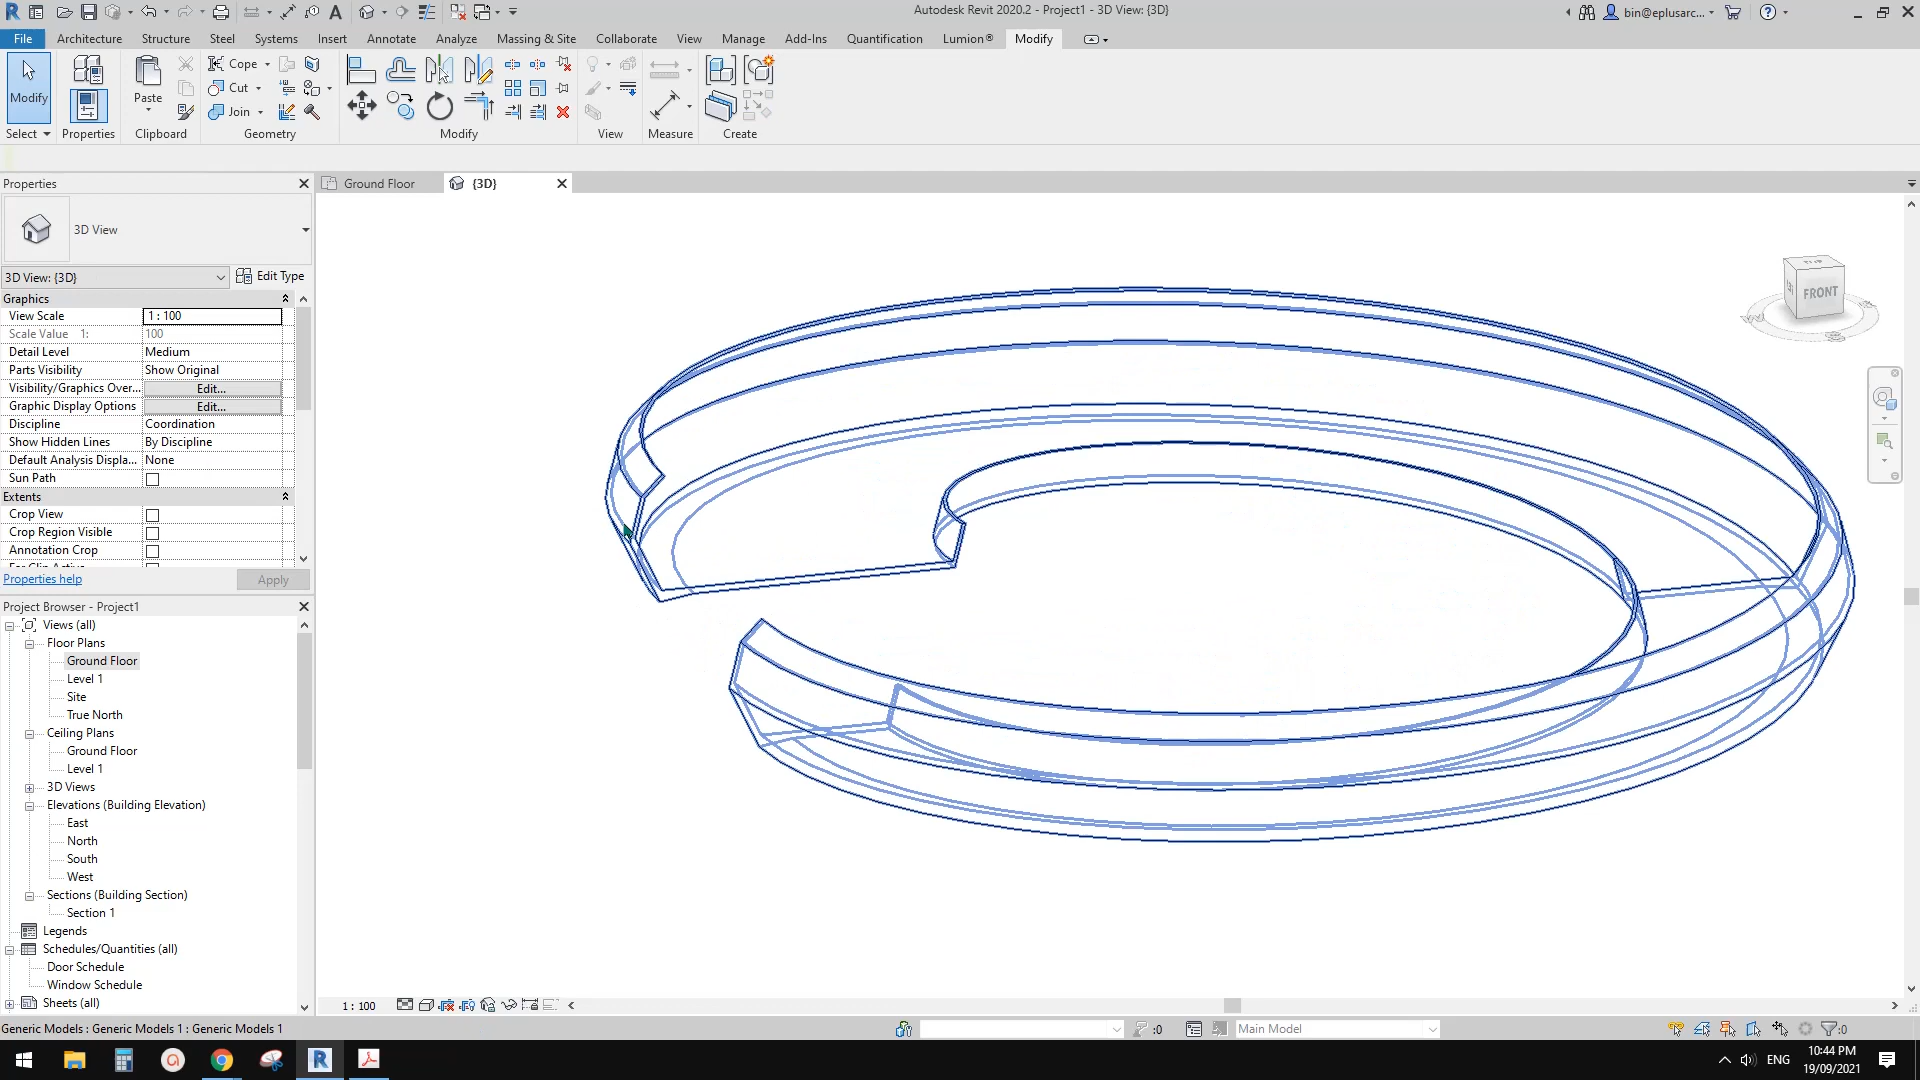 Autodesk Revit 2020.2 - Project1 - 3D View: {3D}
bin@eplusarc...
File
Architecture
Structure
Steel
Systems
Insert
Annotate
Analyze
Massing & Site
Collaborate
View
Manage
Add-Ins
Quantification
Lumion®
Modify
Modify
Paste
Cope
Cut
Join
Select
Properties
Clipboard
Geometry
Modify
View
Measure
Create
Properties
Ground Floor
{3D}
3D View
3D View: {3D}
Edit Type
Graphics
View Scale
1 : 100
Scale Value 1:
100
Detail Level
Medium
Parts Visibility
Show Original
Visibility/Graphics Over...
Edit...
Graphic Display Options
Edit...
Discipline
Coordination
Show Hidden Lines
By Discipline
Default Analysis Displa...
None
Sun Path
Extents
Crop View
Crop Region Visible
Annotation Crop
Properties help
Apply
FRONT
Project Browser - Project1
Views (all)
Floor Plans
Ground Floor
Level 1
Site
True North
Ceiling Plans
Ground Floor
Level 1
3D Views
Elevations (Building Elevation)
East
North
South
West
Sections (Building Section)
Section 1
Legends
Schedules/Quantities (all)
Door Schedule
Window Schedule
Sheets (all)
1 : 100
Generic Models : Generic Models 1 : Generic Models 1
:0
Main Model
:0
ENG
10:44 PM
19/09/2021